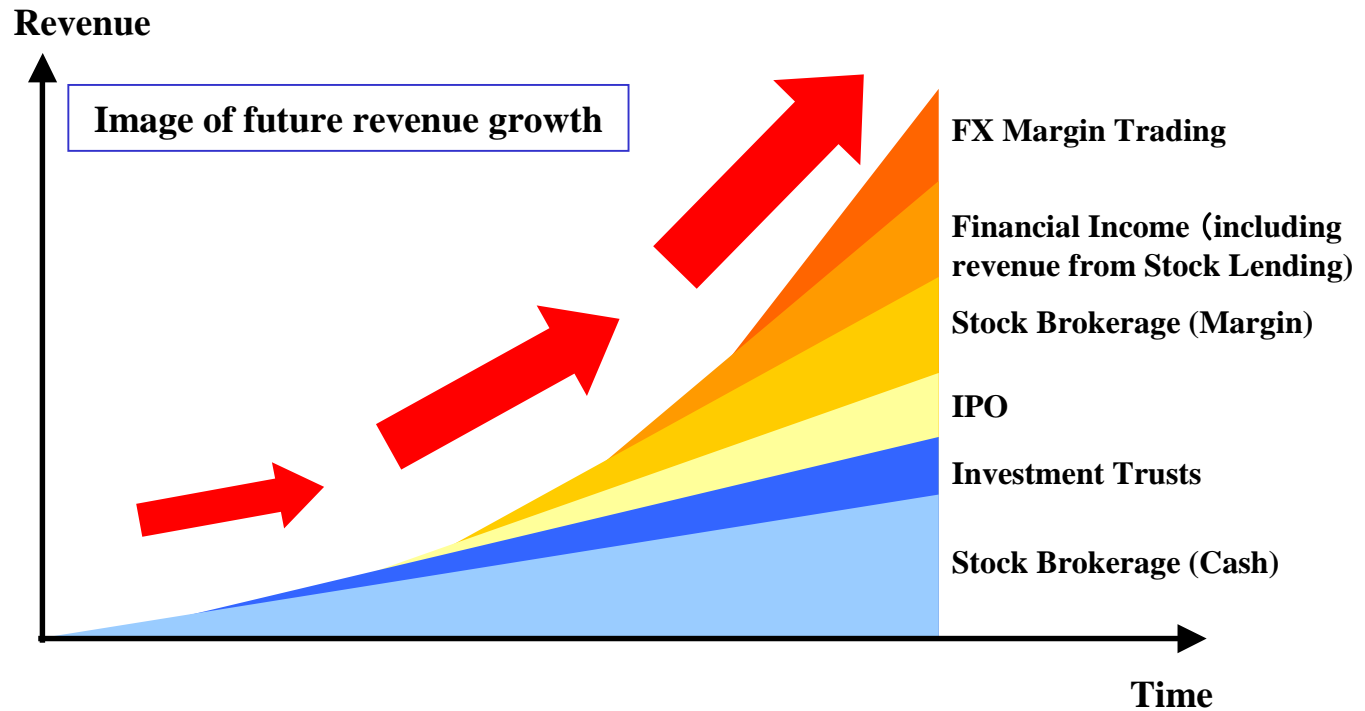 Revenue
Image of future revenue growth
FX Margin Trading
Financial Income（including
revenue from Stock Lending)
Stock Brokerage (Margin)
IPO
Investment Trusts
Stock Brokerage (Cash)
Time